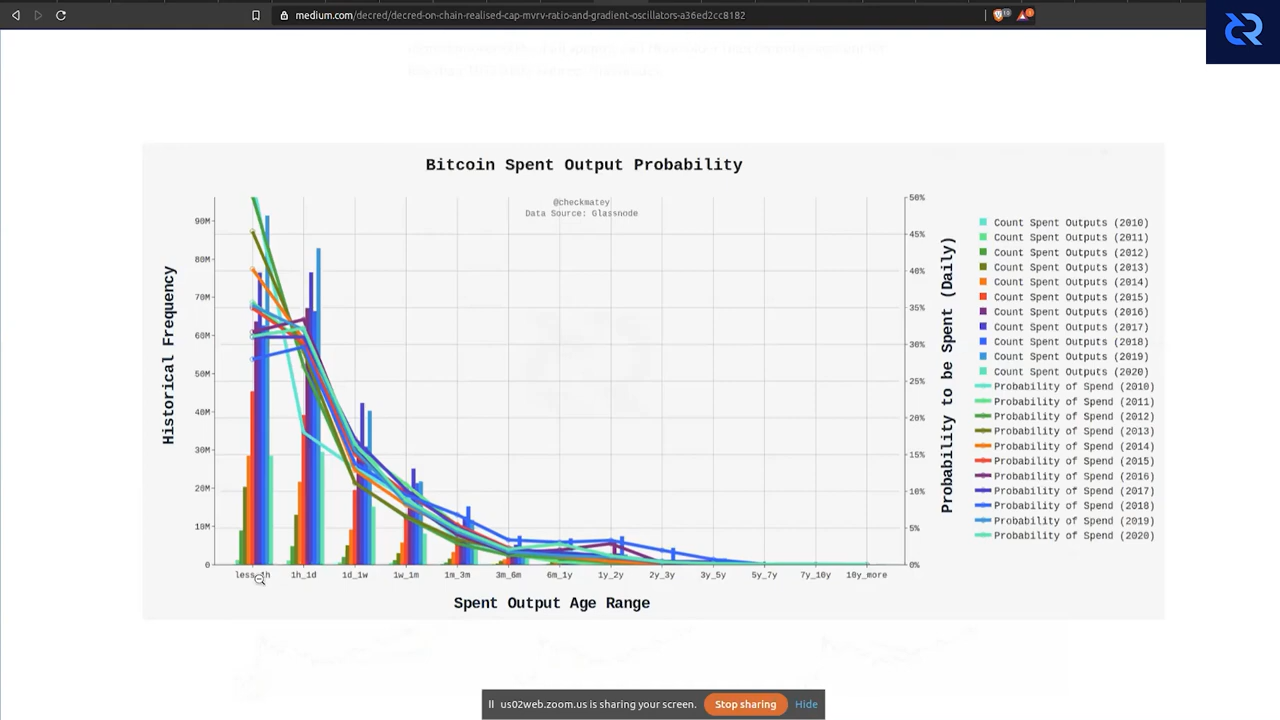 medium.com/decred/decred-on-chain-realised-cap-mvrv-ratio-and-gradient-oscillators-a36ed2cc8182
Bitcoin Spent Output Probability
@checkmatey
Data Source: Glassnode
Historical Frequency
90M
80M
70M
60M
50M
40M
30M
20M
10M
0
50%
45%
40%
35%
30%
25%
20%
15%
10%
5%
0%
Probability to be Spent (Daily)
Count Spent Outputs (2010)
Count Spent Outputs (2011)
Count Spent Outputs (2012)
Count Spent Outputs (2013)
Count Spent Outputs (2014)
Count Spent Outputs (2015)
Count Spent Outputs (2016)
Count Spent Outputs (2017)
Count Spent Outputs (2018)
Count Spent Outputs (2019)
Count Spent Outputs (2020)
Probability of Spend (2010)
Probability of Spend (2011)
Probability of Spend (2012)
Probability of Spend (2013)
Probability of Spend (2014)
Probability of Spend (2015)
Probability of Spend (2016)
Probability of Spend (2017)
Probability of Spend (2018)
Probability of Spend (2019)
Probability of Spend (2020)
less_1h 1h_1d 1d_1w 1w_1m 1m_3m 3m_6m 6m_1y 1y_2y 2y_3y 3y_5y 5y_7y 7y_10y 10y_more
Spent Output Age Range
us02web.zoom.us is sharing your screen. Stop sharing Hide